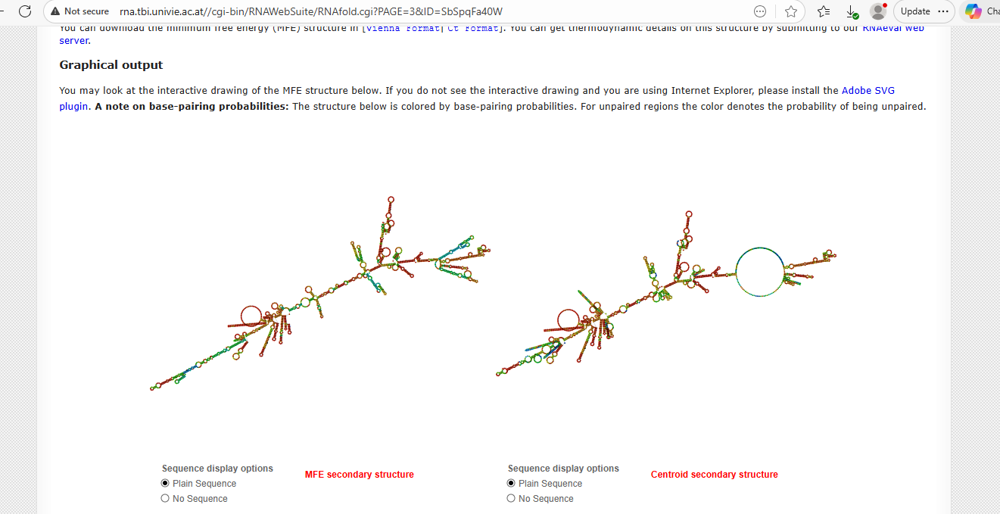 Not secure rna.tbi.univie.ac.at//cgi-bin/RNAWebSuite/RNAfold.cgi?PAGE=3&ID=SbSpqFa40W Update Cha
You can download the minimum free energy (MFE) structure in [Vienna Format|Ct Format]. You can get thermodynamic details on this structure by submitting to our RNAeval web
server.
Graphical output
You may look at the interactive drawing of the MFE structure below. If you do not see the interactive drawing and you are using Internet Explorer, please install the Adobe SVG
plugin. A note on base-pairing probabilities: The structure below is colored by base-pairing probabilities. For unpaired regions the color denotes the probability of being unpaired.
Sequence display options
MFE secondary structure
Plain Sequence
No Sequence
Sequence display options
Centroid secondary structure
Plain Sequence
No Sequence